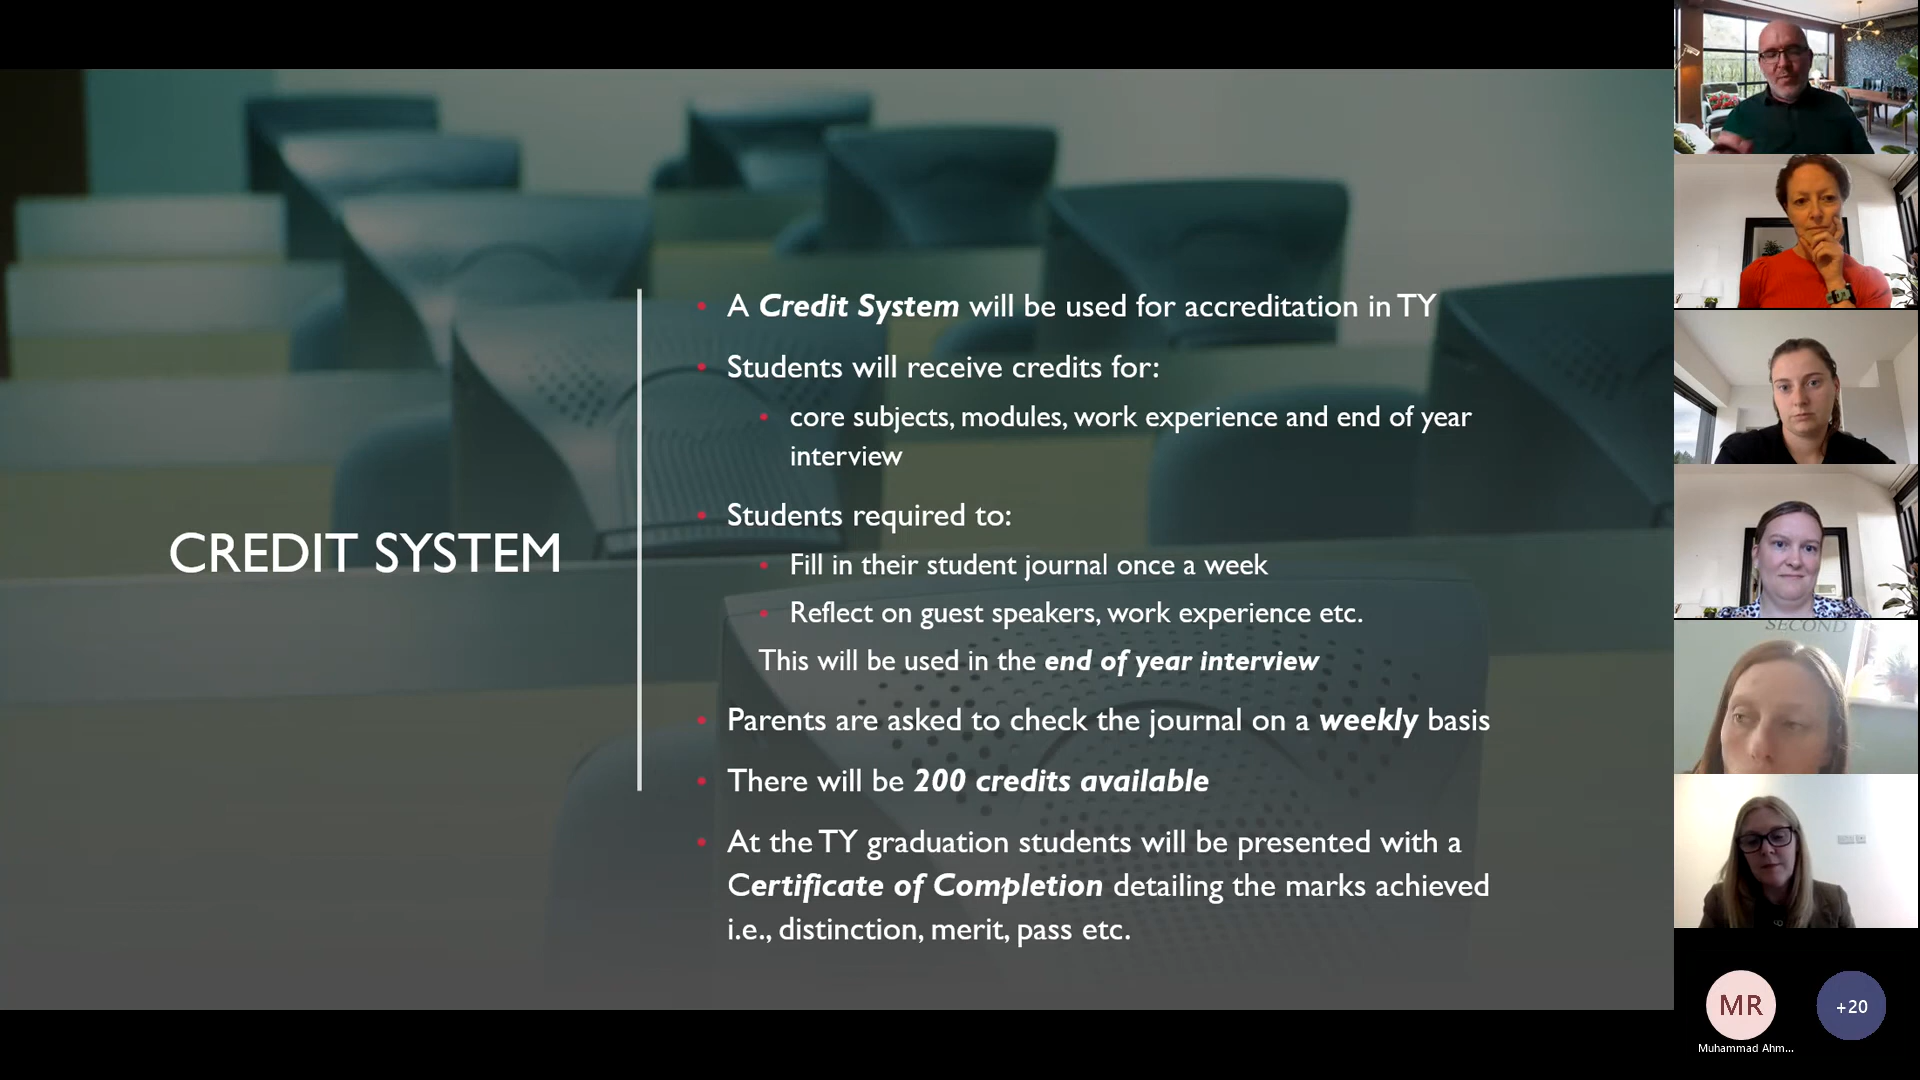 CREDIT SYSTEM
A Credit System will be used for accreditation in TY
Students will receive credits for:
core subjects, modules, work experience and end of year
interview
Students required to:
Fill in their student journal once a week
Reflect on guest speakers, work experience etc.
This will be used in the end of year interview
Parents are asked to check the journal on a weekly basis
There will be 200 credits available
At the TY graduation students will be presented with a
Certificate of Completion detailing the marks achieved
i.e., distinction, merit, pass etc.
SECOND
MR
+20
Muhammad Ahm...